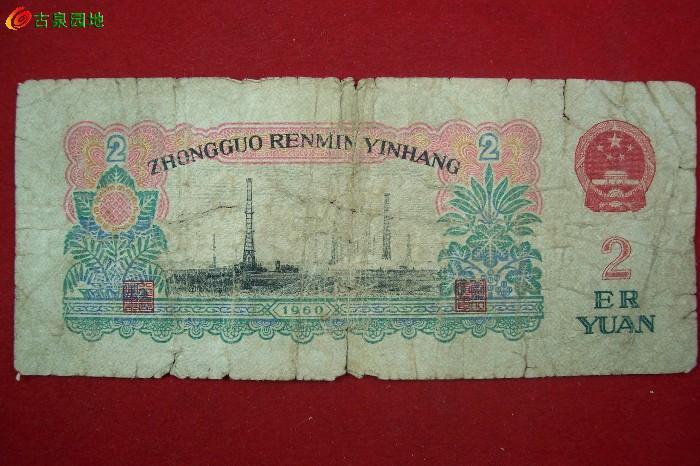 古泉园地
ZHONGGUO RENMIN YINHANG
2
2
2
ER
YUAN
1960